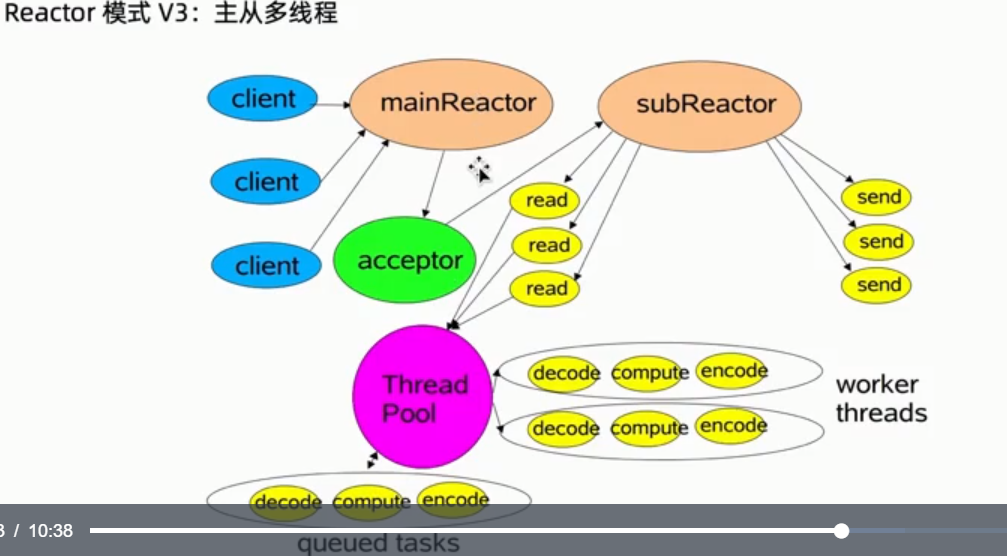 Reactor 模式 V3：主从多线程
client
mainReactor
subReactor
client
read
send
client
acceptor
read
send
read
send
Thread
Pool
decode compute encode
worker
threads
decode compute encode
decode compute encode
3 / 10:38
queued tasks